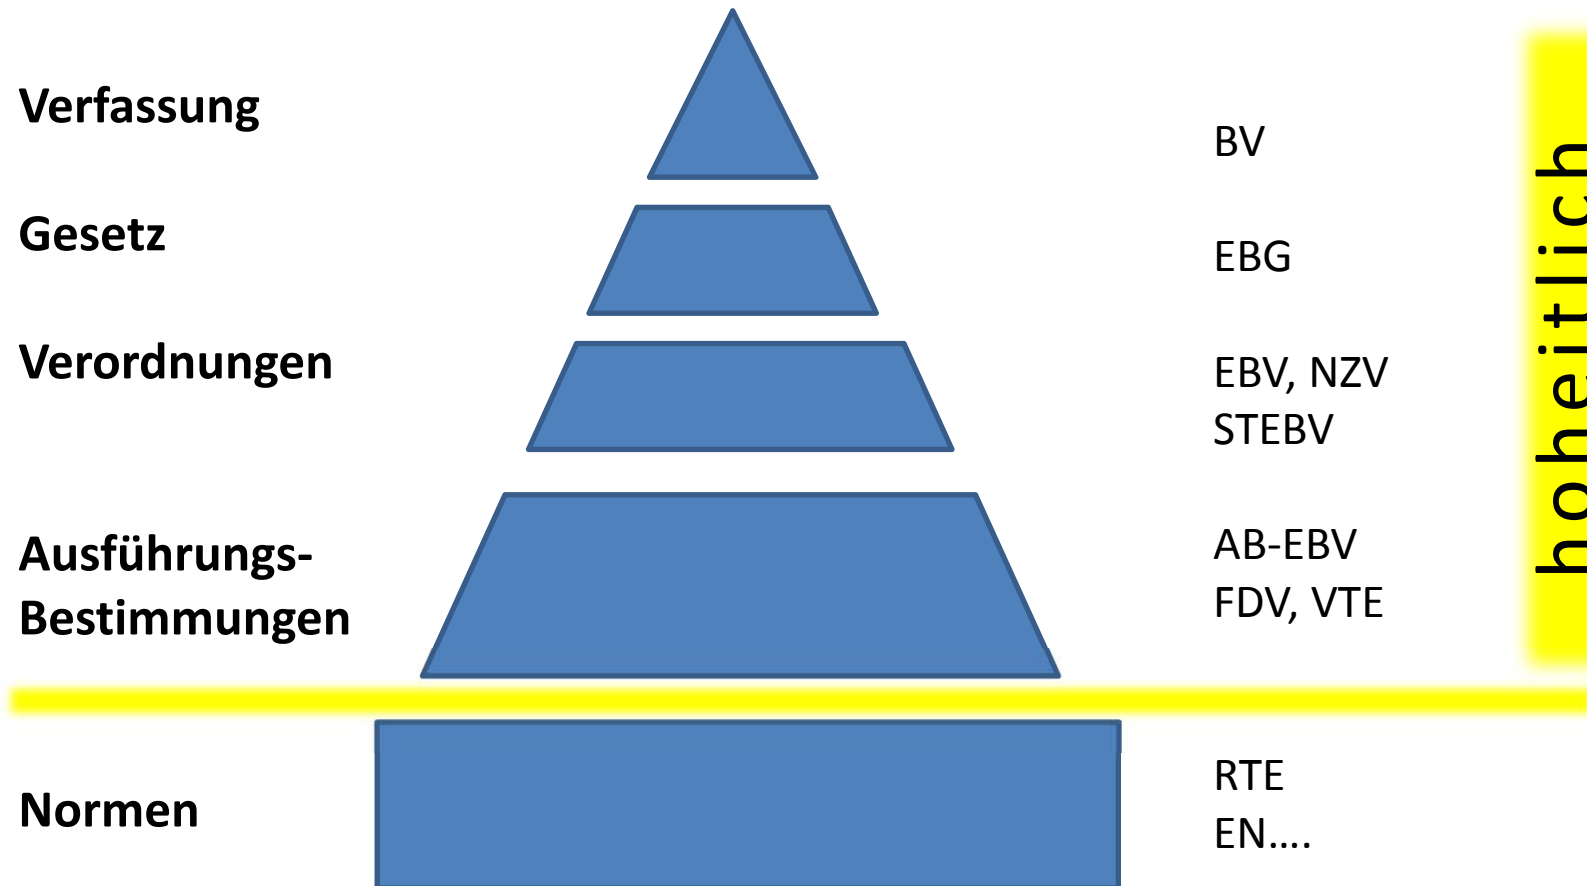 Verfassung
BV
Gesetz
EBG
Verordnungen
EBV, NZV
STEBV
Ausführungs-
Bestimmungen
AB-EBV
FDV, VTE
hoheitlich
Normen
RTE
EN....